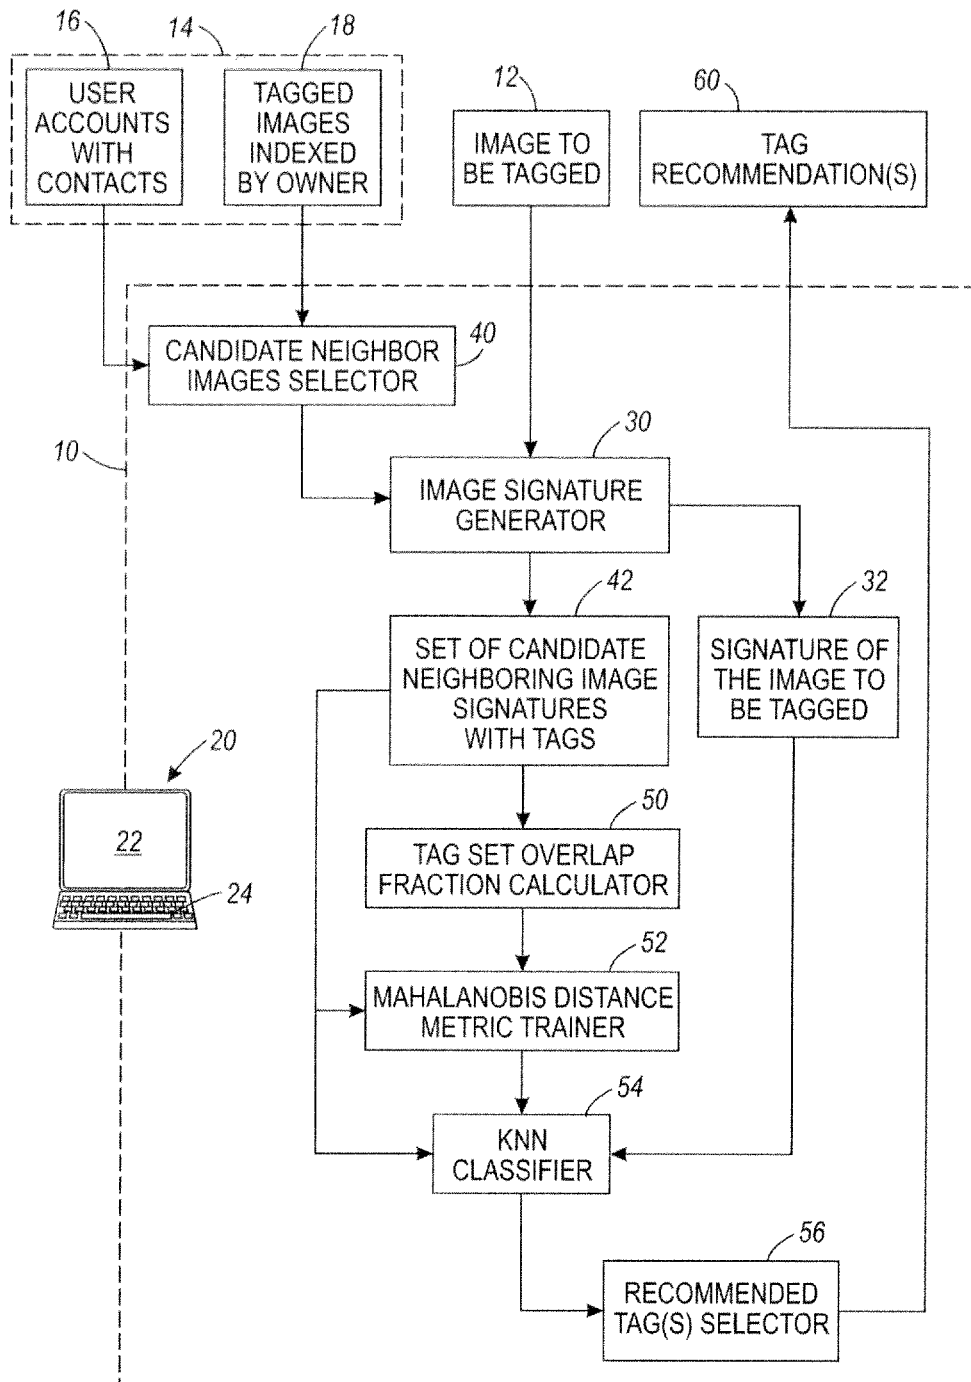 16
14
18
12
60
USER
ACCOUNTS
WITH
CONTACTS
TAGGED
IMAGES
INDEXED
BY OWNER
IMAGE TO
BE TAGGED
TAG
RECOMMENDATION(S)
CANDIDATE NEIGHBOR
IMAGES SELECTOR
40
10
30
IMAGE SIGNATURE
GENERATOR
42
32
SET OF CANDIDATE
NEIGHBORING IMAGE
SIGNATURES
WITH TAGS
SIGNATURE OF
THE IMAGE TO
BE TAGGED
20
22
24
50
TAG SET OVERLAP
FRACTION CALCULATOR
52
MAHALANOBIS DISTANCE
METRIC TRAINER
54
KNN
CLASSIFIER
56
RECOMMENDED
TAG(S) SELECTOR